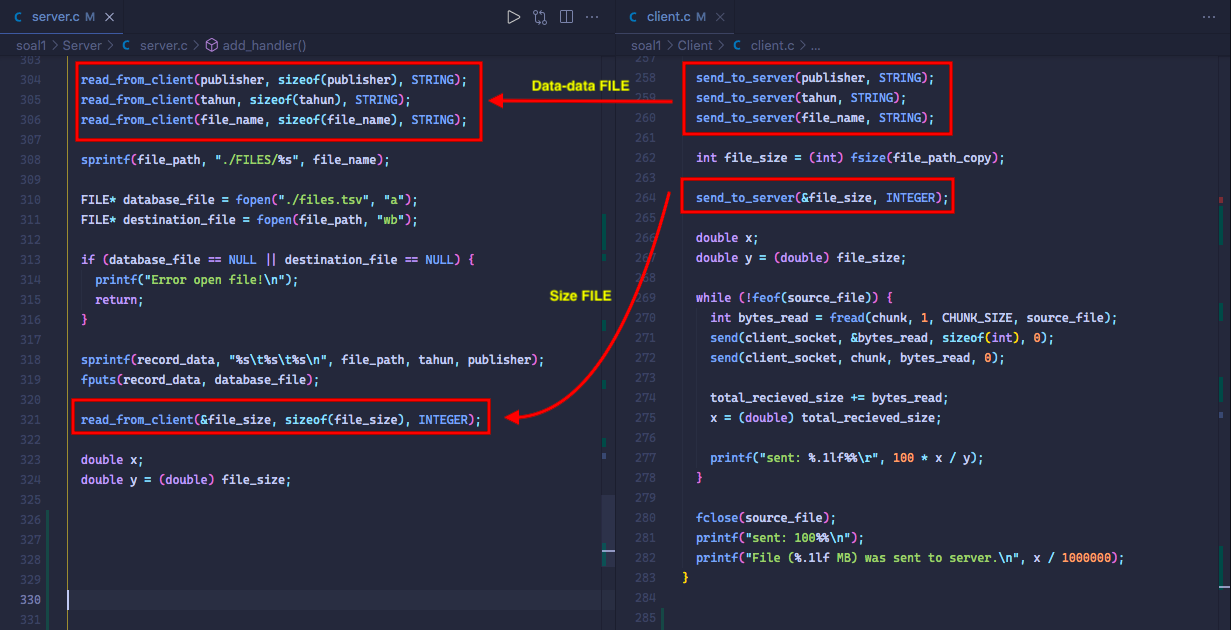 server.c M
soal1 > Server > C server.c > add_handler()
303
304 read_from_client(publisher, sizeof(publisher), STRING);
305 read_from_client(tahun, sizeof(tahun), STRING);
306 read_from_client(file_name, sizeof(file_name), STRING);
307
308 sprintf(file_path, "./FILES/%s", file_name);
309
310 FILE* database_file = fopen("./files.tsv", "a");
311 FILE* destination_file = fopen(file_path, "wb");
312
313 if (database_file == NULL || destination_file == NULL) {
314 printf("Error open file!\n");
315 return;
316 }
317
318 sprintf(record_data, "%s\t%s\t%s\n", file_path, tahun, publisher);
319 fputs(record_data, database_file);
320
321 read_from_client(&file_size, sizeof(file_size), INTEGER);
322
323 double x;
324 double y = (double) file_size;
325
326
327
328
329
330
331
Data-data FILE
Size FILE
client.c M
soal1 > Client > C client.c > ...
257
258 send_to_server(publisher, STRING);
259 send_to_server(tahun, STRING);
260 send_to_server(file_name, STRING);
261
262 int file_size = (int) fsize(file_path_copy);
263
264 send_to_server(&file_size, INTEGER);
265
266 double x;
267 double y = (double) file_size;
268
269 while (!feof(source_file)) {
270 int bytes_read = fread(chunk, 1, CHUNK_SIZE, source_file);
271 send(client_socket, &bytes_read, sizeof(int), 0);
272 send(client_socket, chunk, bytes_read, 0);
273
274 total_recieved_size += bytes_read;
275 x = (double) total_recieved_size;
276
277 printf("sent: %.1lf%%\r", 100 * x / y);
278 }
279
280 fclose(source_file);
281 printf("sent: 100%%\n");
282 printf("File (%.1lf MB) was sent to server.\n", x / 1000000);
283 }
284
285